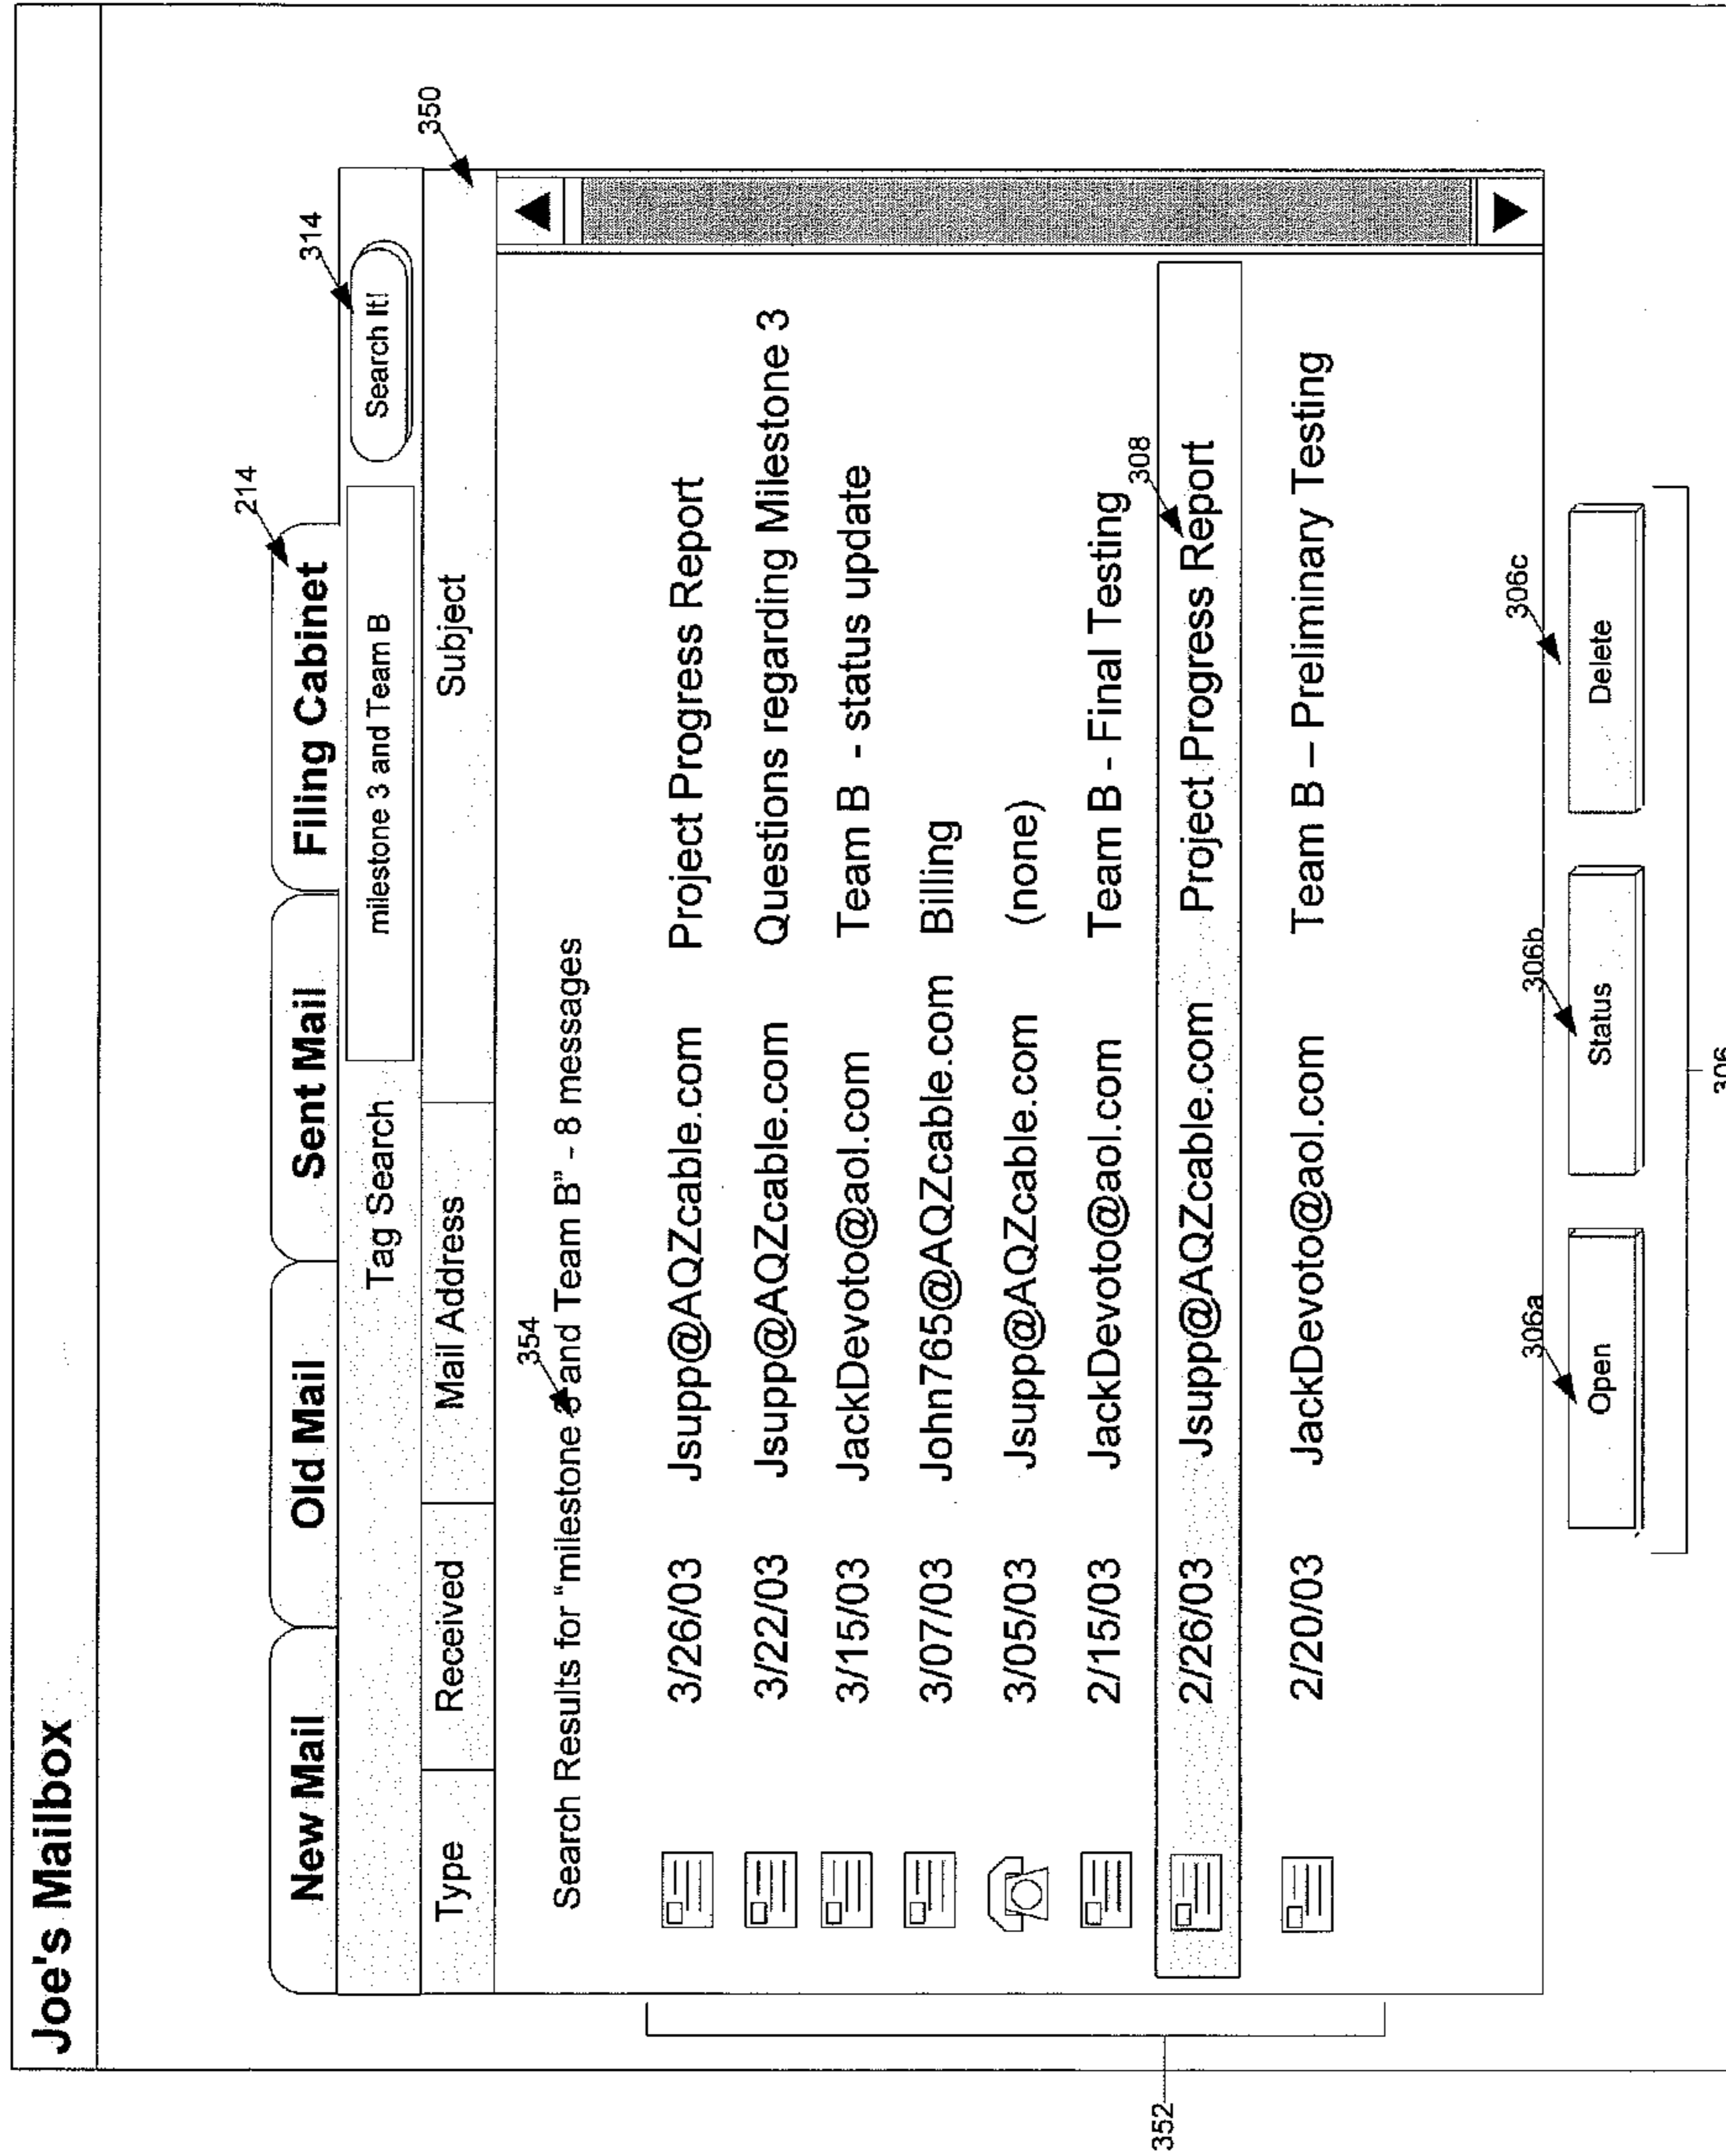 Joe's Mailbox
214
314
350
New Mail Old Mail Sent Mail Filing Cabinet
Tag Search milestone 3 and Team B Search It!
Type Received Mail Address Subject
354
Search Results for "milestone 3 and Team B" - 8 messages
3/26/03 Jsupp@AQZcable.com Project Progress Report
3/22/03 Jsupp@AQZcable.com Questions regarding Milestone 3
3/15/03 JackDevoto@aol.com Team B - status update
3/07/03 John765@AQZcable.com Billing
3/05/03 Jsupp@AQZcable.com (none)
2/15/03 JackDevoto@aol.com Team B - Final Testing
308
2/26/03 Jsupp@AQZcable.com Project Progress Report
2/20/03 JackDevoto@aol.com Team B – Preliminary Testing
352
306a 306b 306c
Open Status Delete
306